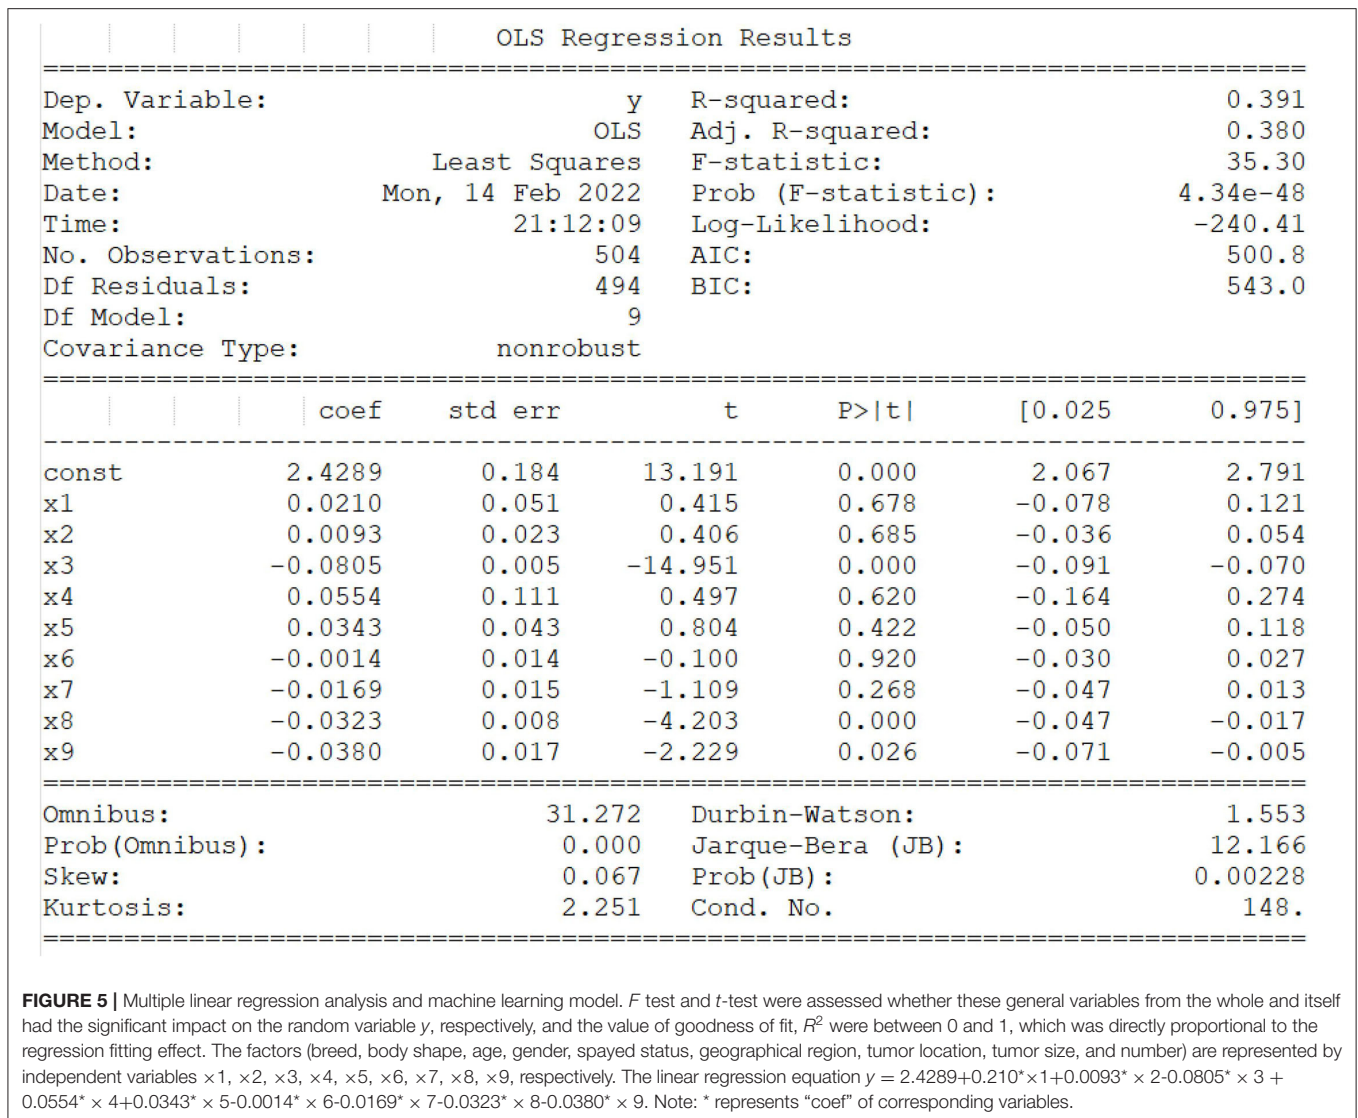 OLS Regression Results
==============================================================================
Dep. Variable: y R-squared: 0.391
Model: OLS Adj. R-squared: 0.380
Method: Least Squares F-statistic: 35.30
Date: Mon, 14 Feb 2022 Prob (F-statistic): 4.34e-48
Time: 21:12:09 Log-Likelihood: -240.41
No. Observations: 504 AIC: 500.8
Df Residuals: 494 BIC: 543.0
Df Model: 9
Covariance Type: nonrobust
==============================================================================
coef std err t P>|t| [0.025 0.975]
------------------------------------------------------------------------------
const 2.4289 0.184 13.191 0.000 2.067 2.791
x1 0.0210 0.051 0.415 0.678 -0.078 0.121
x2 0.0093 0.023 0.406 0.685 -0.036 0.054
x3 -0.0805 0.005 -14.951 0.000 -0.091 -0.070
x4 0.0554 0.111 0.497 0.620 -0.164 0.274
x5 0.0343 0.043 0.804 0.422 -0.050 0.118
x6 -0.0014 0.014 -0.100 0.920 -0.030 0.027
x7 -0.0169 0.015 -1.109 0.268 -0.047 0.013
x8 -0.0323 0.008 -4.203 0.000 -0.047 -0.017
x9 -0.0380 0.017 -2.229 0.026 -0.071 -0.005
==============================================================================
Omnibus: 31.272 Durbin-Watson: 1.553
Prob(Omnibus): 0.000 Jarque-Bera (JB): 12.166
Skew: 0.067 Prob(JB): 0.00228
Kurtosis: 2.251 Cond. No. 148.
==============================================================================
FIGURE 5 | Multiple linear regression analysis and machine learning model. F test and t-test were assessed whether these general variables from the whole and itself
had the significant impact on the random variable y, respectively, and the value of goodness of fit, R² were between 0 and 1, which was directly proportional to the
regression fitting effect. The factors (breed, body shape, age, gender, spayed status, geographical region, tumor location, tumor size, and number) are represented by
independent variables ×1, ×2, ×3, ×4, ×5, ×6, ×7, ×8, ×9, respectively. The linear regression equation y = 2.4289+0.210*×1+0.0093* × 2-0.0805* × 3 +
0.0554* × 4+0.0343* × 5-0.0014* × 6-0.0169* × 7-0.0323* × 8-0.0380* × 9. Note: * represents “coef” of corresponding variables.